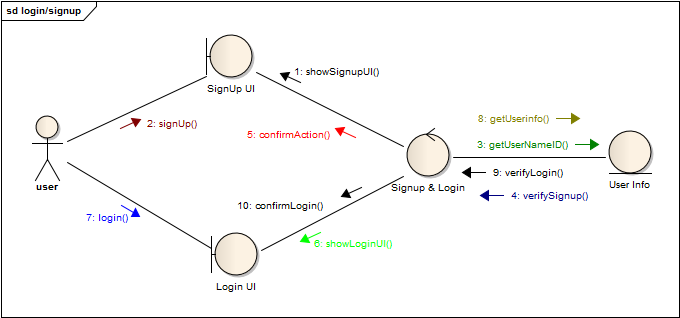 sd login/signup
SignUp UI
1: showSignupUI()
2: signUp()
5: confirmAction()
8: getUserinfo()
3: getUserNameID()
9: verifyLogin()
4: verifySignup()
user
Signup & Login
User Info
7: login()
10: confirmLogin()
6: showLoginUI()
Login UI